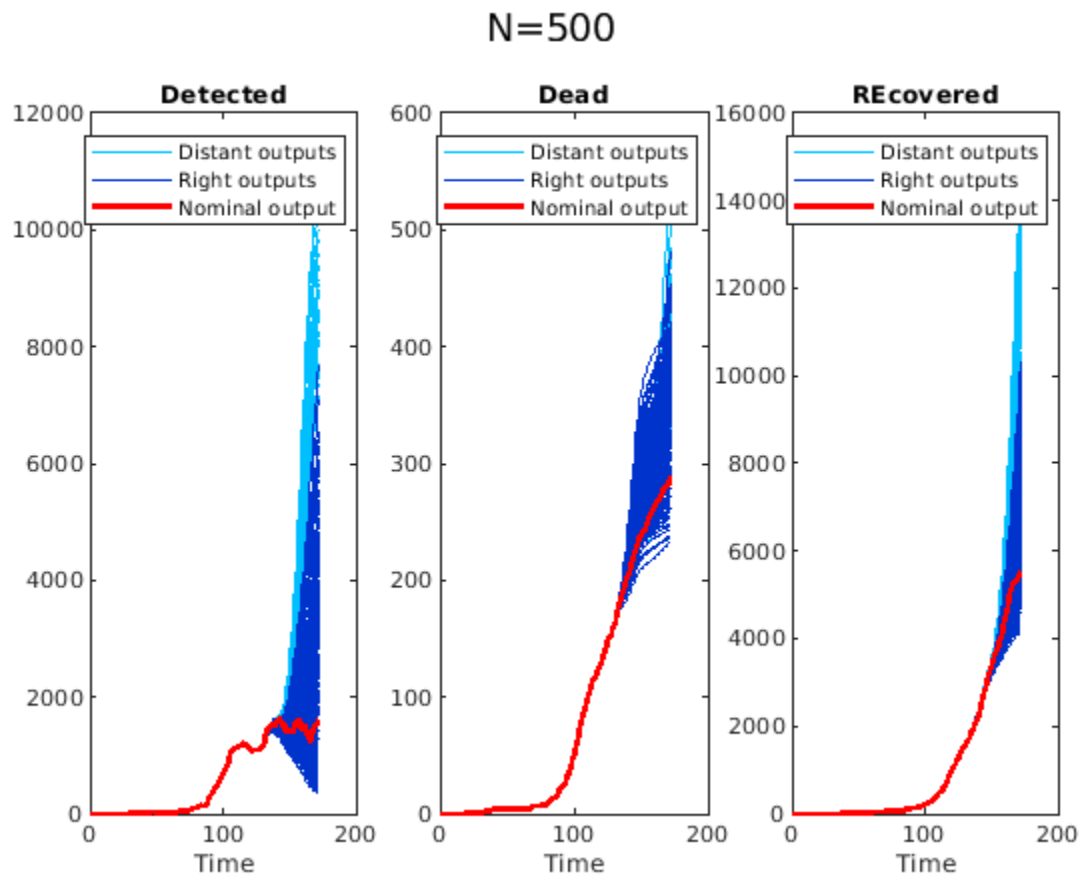 N=500
Detected
12000
10000
8000
6000
4000
2000
0
Distant outputs
Right outputs
Nominal output
0 100 200
Time
Dead
600
500
400
300
200
100
0
Distant outputs
Right outputs
Nominal output
0 100 200
Time
REcovered
16000
14000
12000
10000
8000
6000
4000
2000
0
Distant outputs
Right outputs
Nominal output
0 100 200
Time